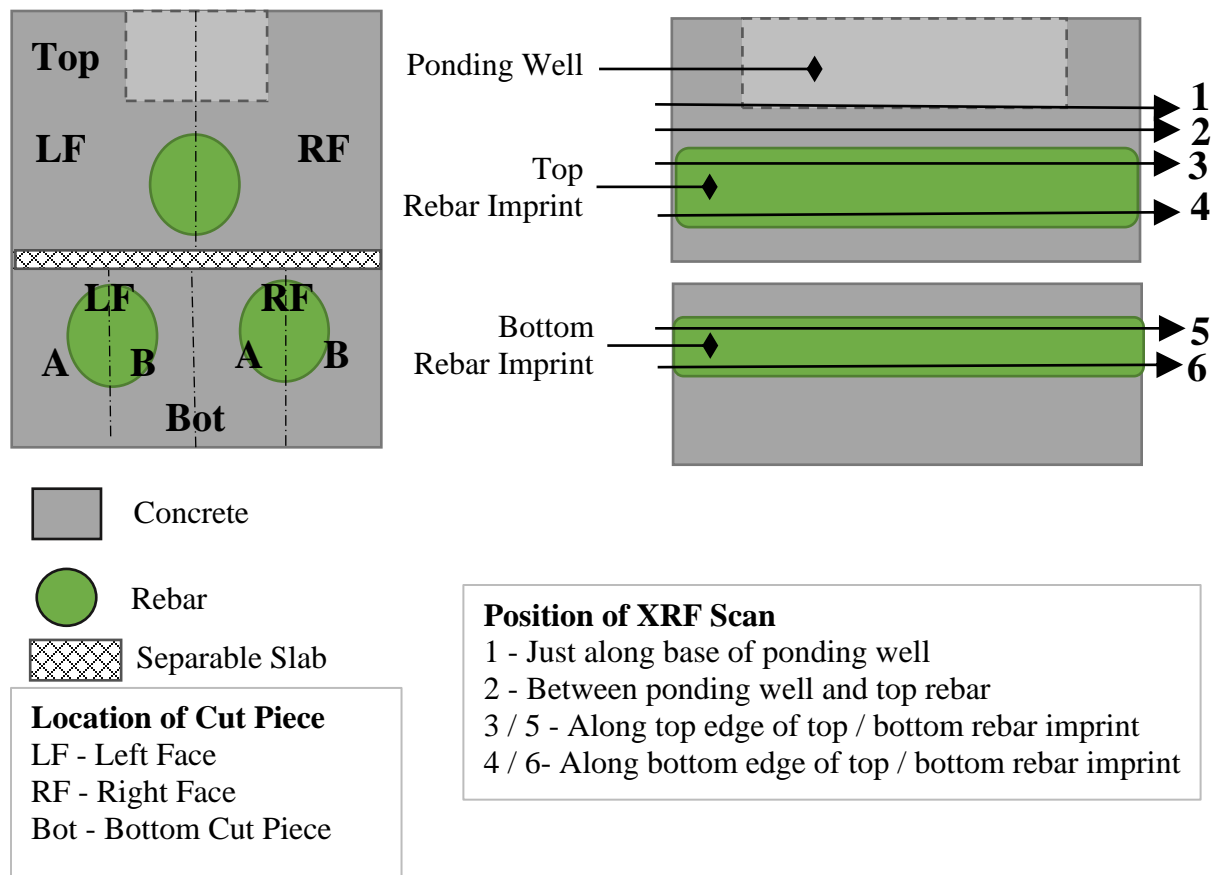 Top
LF
RF
LF
RF
A
B
A
B
Bot
Ponding Well
1
2
Top
Rebar Imprint
3
4
Bottom
Rebar Imprint
5
6
Concrete
Rebar
Separable Slab
Location of Cut Piece
LF - Left Face
RF - Right Face
Bot - Bottom Cut Piece
Position of XRF Scan
1 - Just along base of ponding well
2 - Between ponding well and top rebar
3 / 5 - Along top edge of top / bottom rebar imprint
4 / 6- Along bottom edge of top / bottom rebar imprint